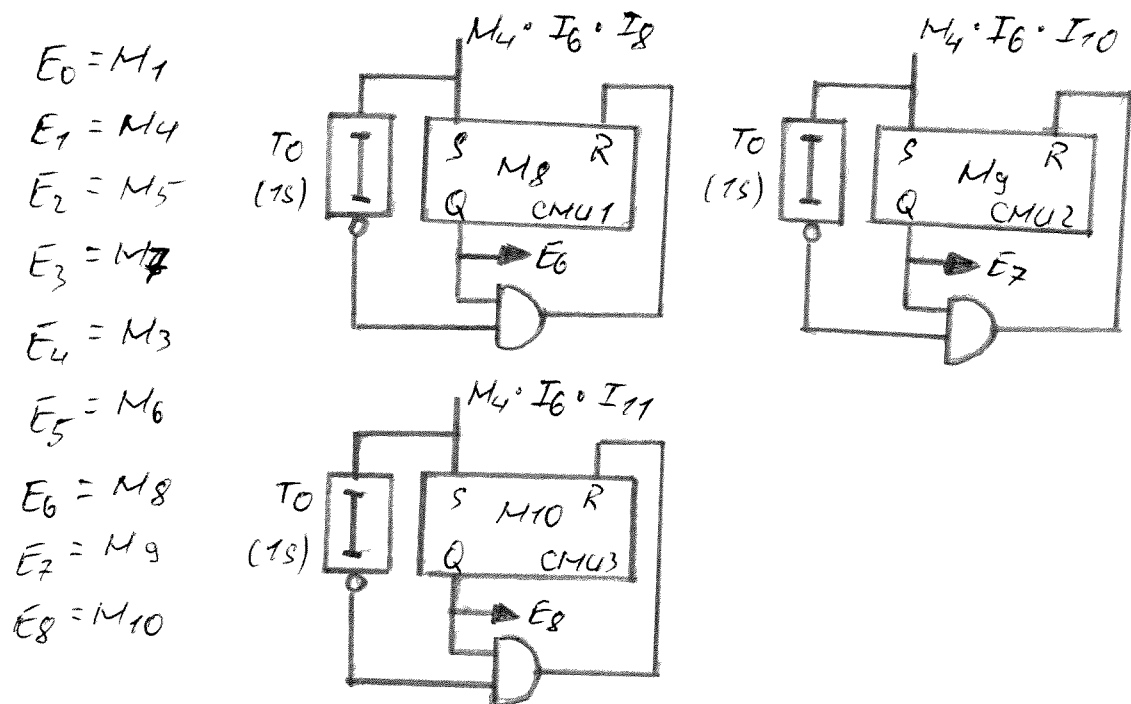 E0 = M1
E1 = M4
E2 = M5
E3 = M7
E4 = M3
E5 = M6
E6 = M8
E7 = M9
E8 = M10
M4 · I6 · I8
T0
(1s)
S R
M8
Q CMU1
E6
M4 · I6 · I10
T0
(1s)
S R
M9
Q CMU2
E7
M4 · I6 · I11
T0
(1s)
S R
M10
Q CMU3
E8